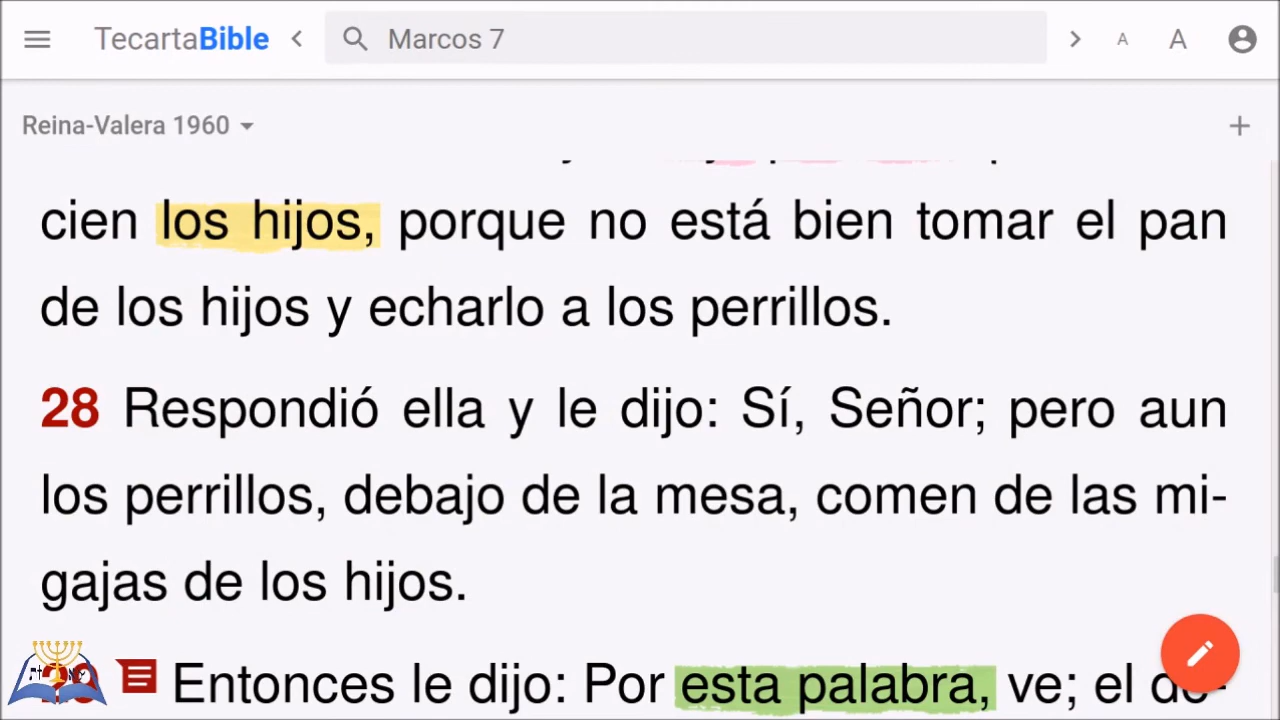 TecartaBible
Marcos 7
A A
Reina-Valera 1960
cien los hijos, porque no está bien tomar el pan
de los hijos y echarlo a los perrillos.
28 Respondió ella y le dijo: Sí, Señor; pero aun
los perrillos, debajo de la mesa, comen de las mi-
gajas de los hijos.
Entonces le dijo: Por esta palabra, ve; el de-